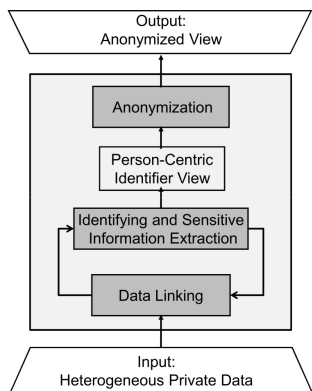 Output:
Anonymized View
Anonymization
Person-Centric
Identifier View
Identifying and Sensitive
Information Extraction
Data Linking
Input:
Heterogeneous Private Data